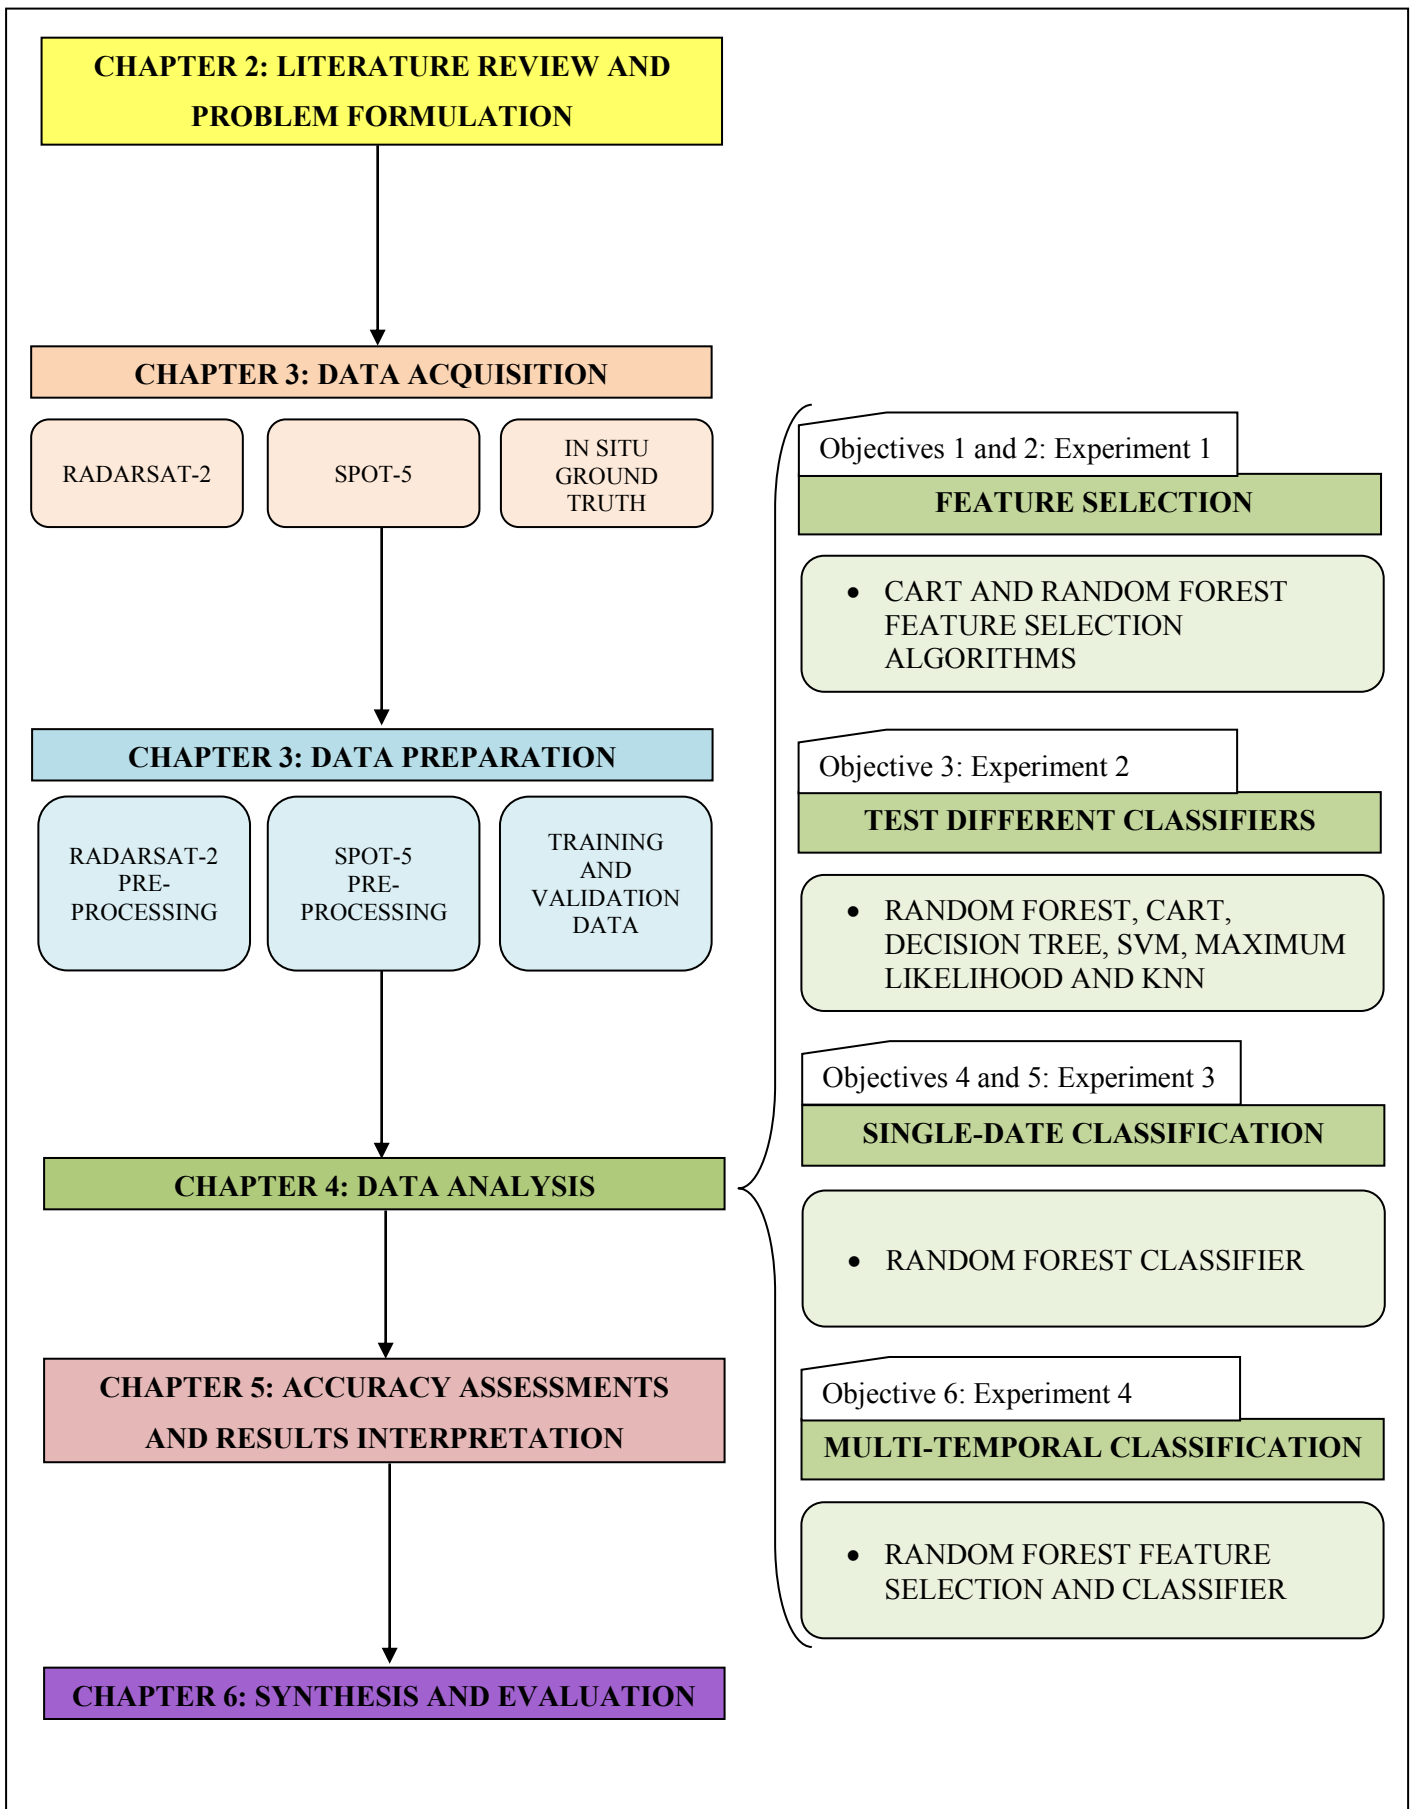 CHAPTER 2: LITERATURE REVIEW AND
PROBLEM FORMULATION
CHAPTER 3: DATA ACQUISITION
RADARSAT-2
SPOT-5
IN SITU
GROUND
TRUTH
CHAPTER 3: DATA PREPARATION
RADARSAT-2
PRE-
PROCESSING
SPOT-5
PRE-
PROCESSING
TRAINING
AND
VALIDATION
DATA
CHAPTER 4: DATA ANALYSIS
Objectives 1 and 2: Experiment 1
FEATURE SELECTION
• CART AND RANDOM FOREST
FEATURE SELECTION
ALGORITHMS
Objective 3: Experiment 2
TEST DIFFERENT CLASSIFIERS
• RANDOM FOREST, CART,
DECISION TREE, SVM, MAXIMUM
LIKELIHOOD AND KNN
Objectives 4 and 5: Experiment 3
SINGLE-DATE CLASSIFICATION
• RANDOM FOREST CLASSIFIER
Objective 6: Experiment 4
MULTI-TEMPORAL CLASSIFICATION
• RANDOM FOREST FEATURE
SELECTION AND CLASSIFIER
CHAPTER 5: ACCURACY ASSESSMENTS
AND RESULTS INTERPRETATION
CHAPTER 6: SYNTHESIS AND EVALUATION